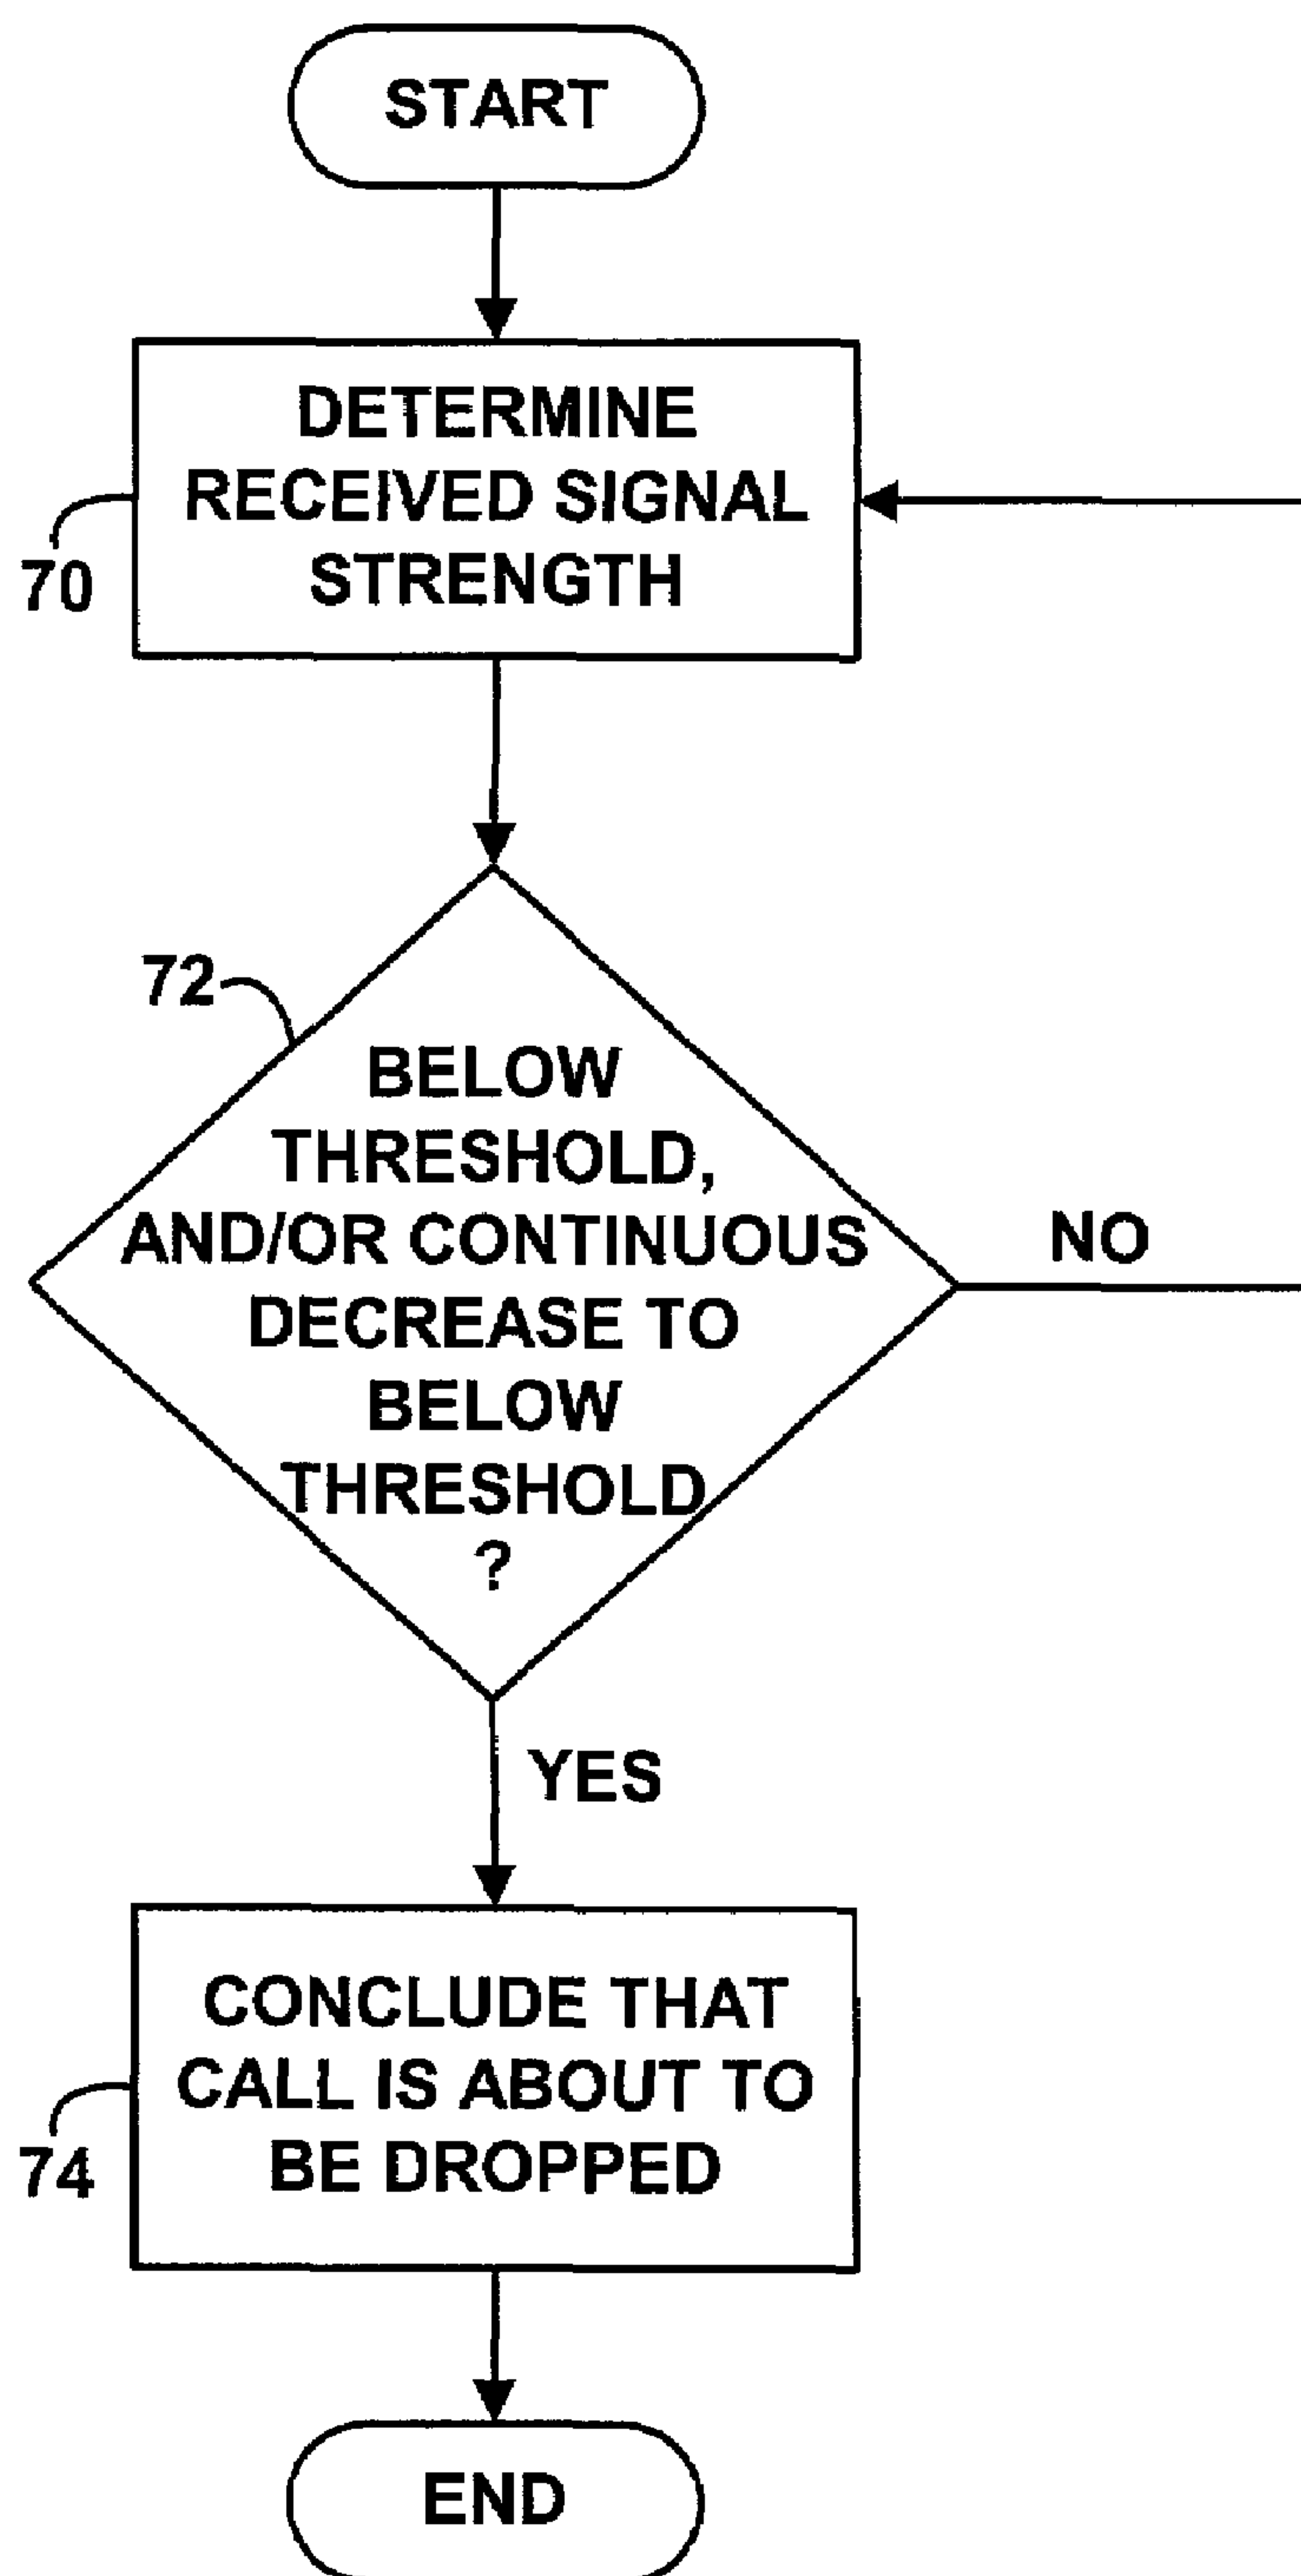 START
DETERMINE
RECEIVED SIGNAL
STRENGTH
70
72
BELOW
THRESHOLD,
AND/OR CONTINUOUS
DECREASE TO
BELOW
THRESHOLD
?
NO
YES
CONCLUDE THAT
CALL IS ABOUT TO
BE DROPPED
74
END